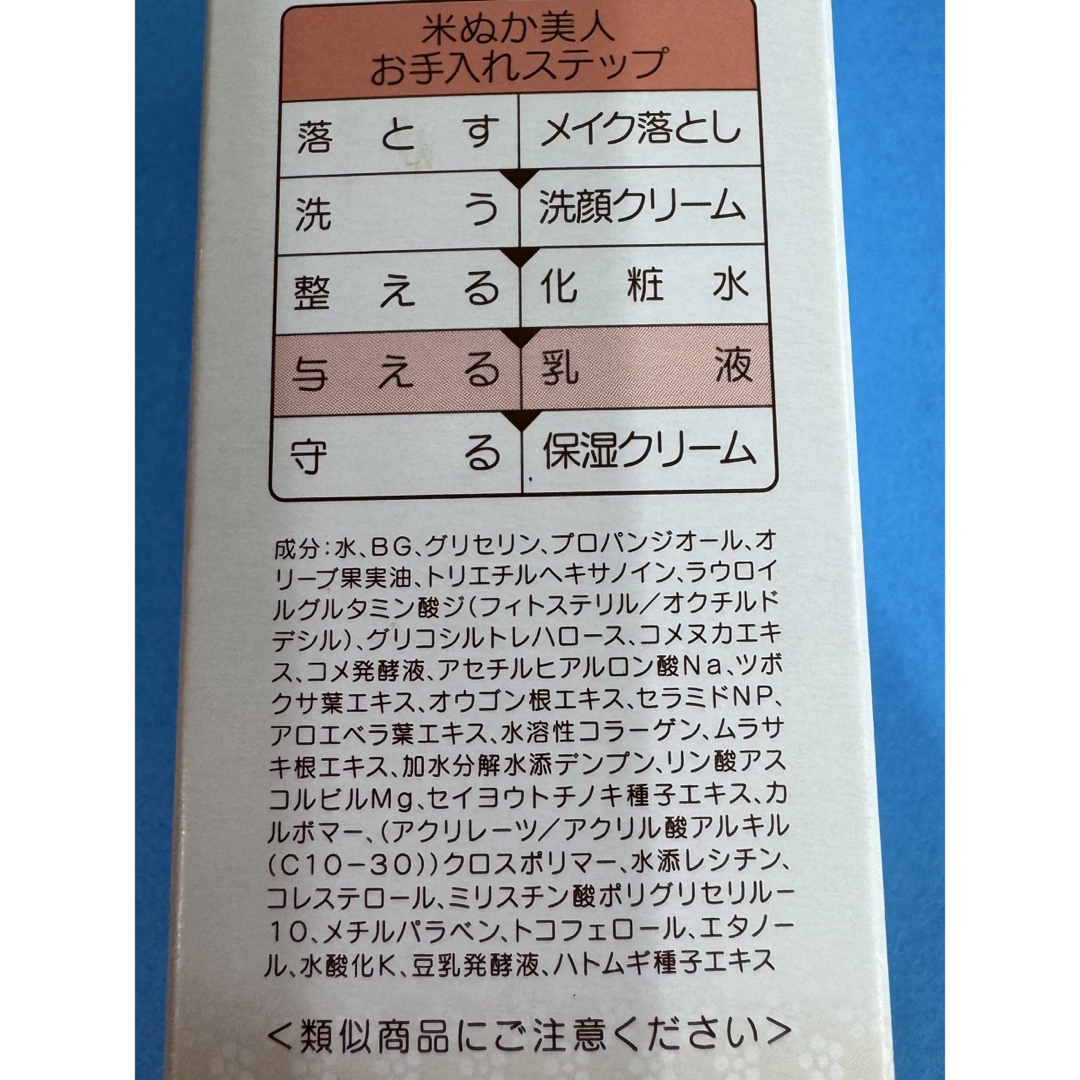 米ぬか美人
お手入れステップ
落とす メイク落とし
洗う 洗顔クリーム
整える 化粧水
与える 乳液
守る 保湿クリーム
成分:水、BG、グリセリン、プロパンジオール、オ
リーブ果実油、トリエチルヘキサノイン、ラウロイ
ルグルタミン酸ジ(フィトステリル/オクチルド
デシル)、グリコシルトレハロース、コメヌカエキ
ス、コメ発酵液、アセチルヒアルロン酸Na、ツボ
クサ葉エキス、オウゴン根エキス、セラミドNP、
アロエベラ葉エキス、水溶性コラーゲン、ムラサ
キ根エキス、加水分解水添デンプン、リン酸アス
コルビルMg、セイヨウトチノキ種子エキス、カ
ルボマー、(アクリレーツ/アクリル酸アルキル
(C10-30))クロスポリマー、水添レシチン、
コレステロール、ミリスチン酸ポリグリセリル-
10、メチルパラベン、トコフェロール、エタノー
ル、水酸化K、豆乳発酵液、ハトムギ種子エキス
<類似商品にご注意ください>